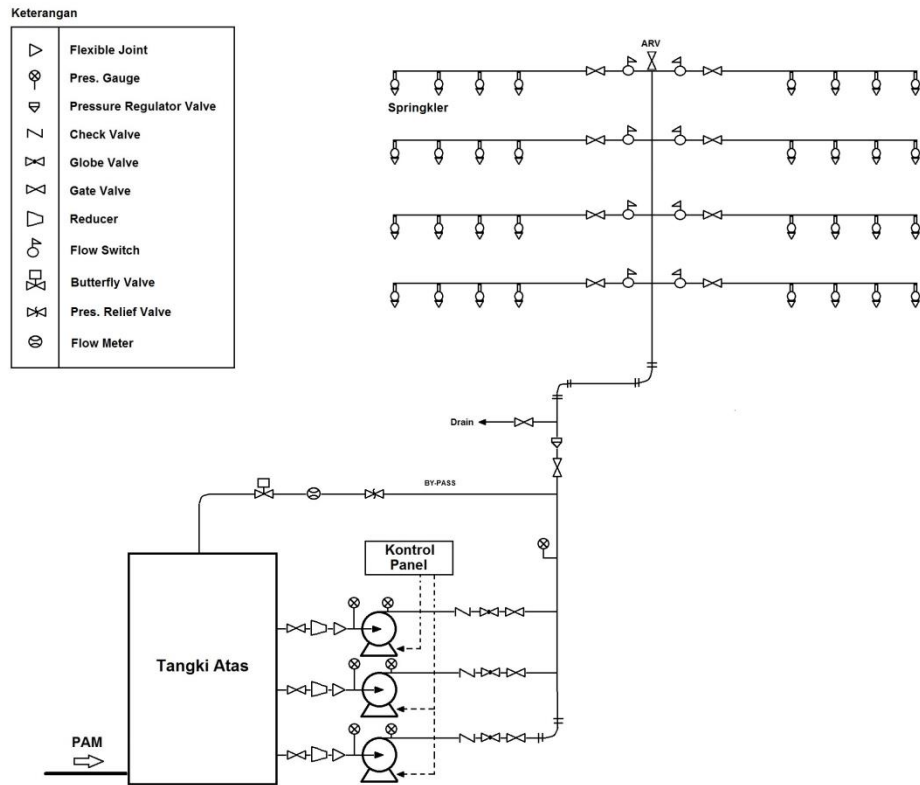 Keterangan
Flexible Joint
Pres. Gauge
Pressure Regulator Valve
Check Valve
Globe Valve
Gate Valve
Reducer
Flow Switch
Butterfly Valve
Pres. Relief Valve
Flow Meter
ARV
Springkler
Drain
BY-PASS
Kontrol
Panel
Tangki Atas
PAM